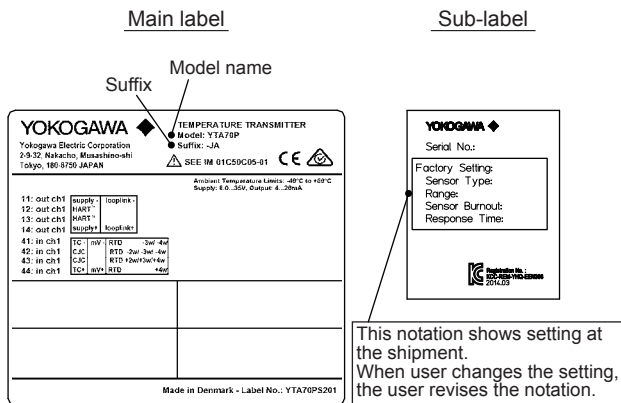 Main label
Sub-label
Model name
Suffix
YOKOGAWA
Yokogawa Electric Corporation
2-9-32, Nakacho, Musashino-shi
Tokyo, 180-8750 JAPAN
TEMPERATURE TRANSMITTER
Model: YTA70P
Suffix: -JA
SEE IM 01C50C05-01 CE
Ambient Temperature Limits: -40°C to +85°C
Supply: 8.0...35V, Output: 4...20mA
11: out ch1 supply - looplink -
12: out ch1 HART
13: out ch1 HART
14: out ch1 supply+ looplink+
41: in ch1 TC - mV - RTD -3w/ -4w
42: in ch1 CJC RTD -2w/ -3w/ -4w
43: in ch1 CJC RTD +2w/+3w/+4w
44: in ch1 TC+ mV+ RTD +4w
Made in Denmark - Label No.: YTA70PS201
YOKOGAWA
Serial No.:
Factory Setting:
Sensor Type:
Range:
Sensor Burnout:
Response Time:
Registration No. :
2014.03
This notation shows setting at
the shipment.
When user changes the setting,
the user revises the notation.